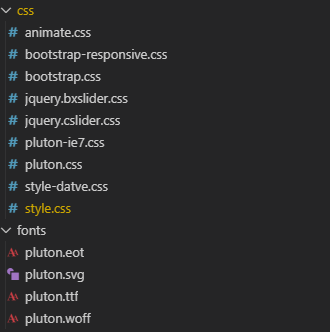 css
animate.css
bootstrap-responsive.css
bootstrap.css
jquery.bxslider.css
jquery.cslider.css
pluton-ie7.css
pluton.css
style-datve.css
style.css
fonts
pluton.eot
pluton.svg
pluton.ttf
pluton.woff